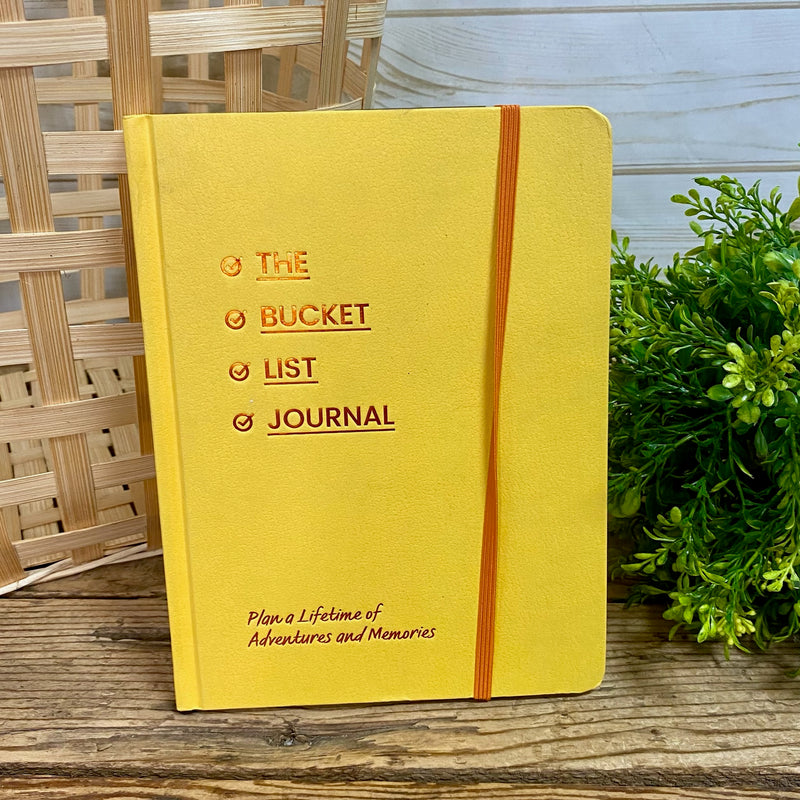 THE
BUCKET
LIST
JOURNAL
Plan a Lifetime of
Adventures and Memories